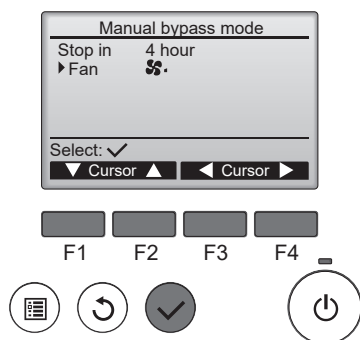 Manual bypass mode
Stop in 4 hour
Fan
Select:
Cursor Cursor
F1 F2 F3 F4